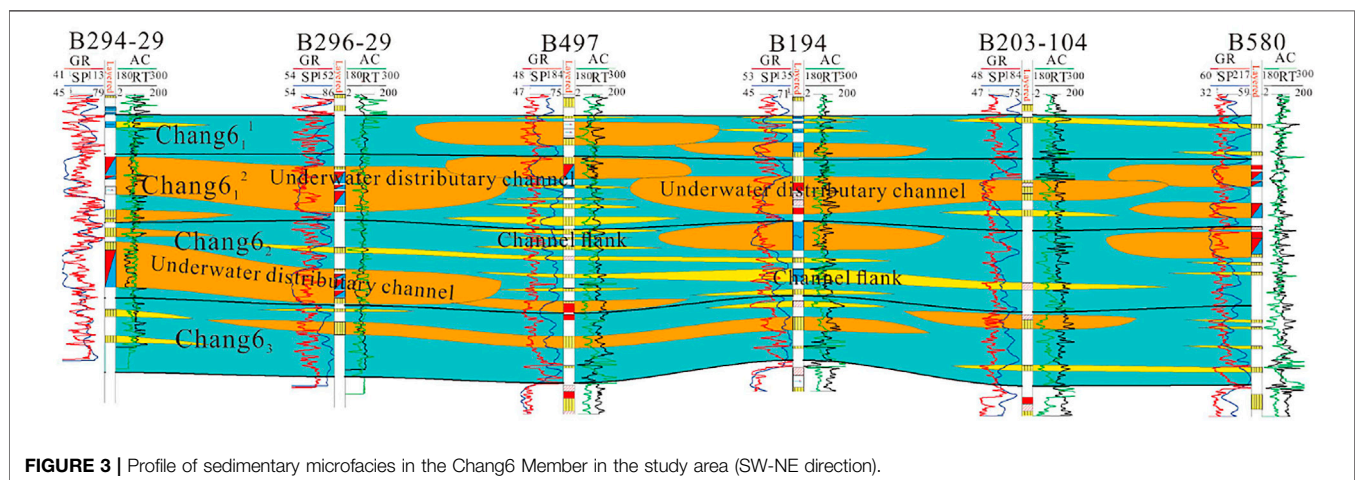 B294-29 B296-29 B497 B194 B203-104 B580
GR AC GR AC GR AC GR AC GR AC GR AC
41 SP 113 Layered 180 RT 300 54 SP 152 Layered 180 RT 300 48 SP 184 Layered 180 RT 300 53 SP 135 Layered 180 RT 300 48 SP 184 Layered 180 RT 300 60 SP 217 Layered 180 RT 300
45 79 2 200 54 86 2 200 47 75 2 200 45 71 2 200 47 75 2 200 32 59 2 200
Chang6₁¹
Chang6₁²
Underwater distributary channel
Underwater distributary channel
Chang6₂
Channel flank
Underwater distributary channel
Channel flank
Chang6₃
FIGURE 3 | Profile of sedimentary microfacies in the Chang6 Member in the study area (SW-NE direction).